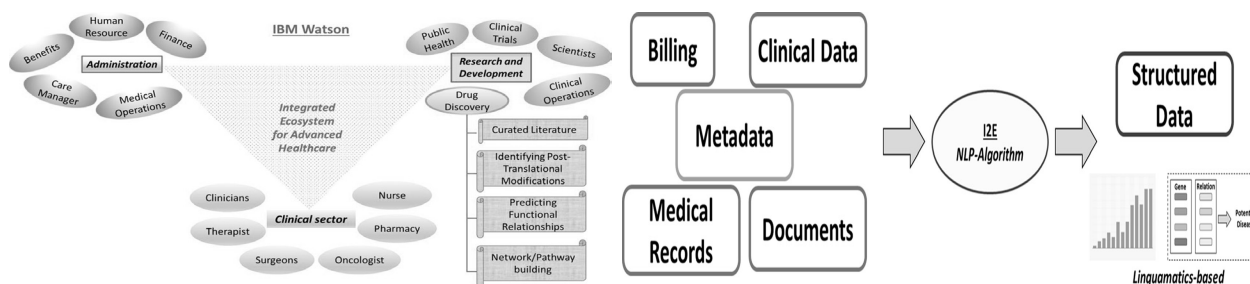 IBM Watson
Human
Resource
Finance
Benefits
Administration
Care
Manager
Medical
Operations
Public
Health
Clinical
Trials
Scientists
Research and
Development
Clinical
Operations
Drug
Discovery
Integrated
Ecosystem
for Advanced
Healthcare
Curated Literature
Identifying Post-
Translational
Modifications
Predicting
Functional
Relationships
Network/Pathway
building
Clinicians
Nurse
Clinical sector
Therapist
Pharmacy
Surgeons
Oncologist
Billing
Clinical Data
Metadata
Medical
Records
Documents
I2E
NLP-Algorithm
Structured
Data
Gene
Relation
Linguamatics-based